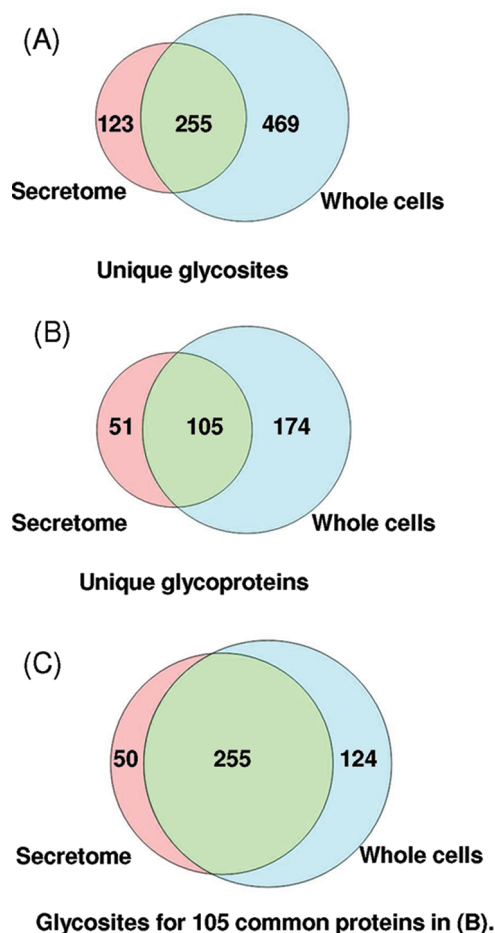 (A)
123 255 469
Secretome
Whole cells
Unique glycosites
(B)
51 105 174
Secretome Whole cells
Unique glycoproteins
(C)
50 255 124
Secretome Whole cells
Glycosites for 105 common proteins in (B).